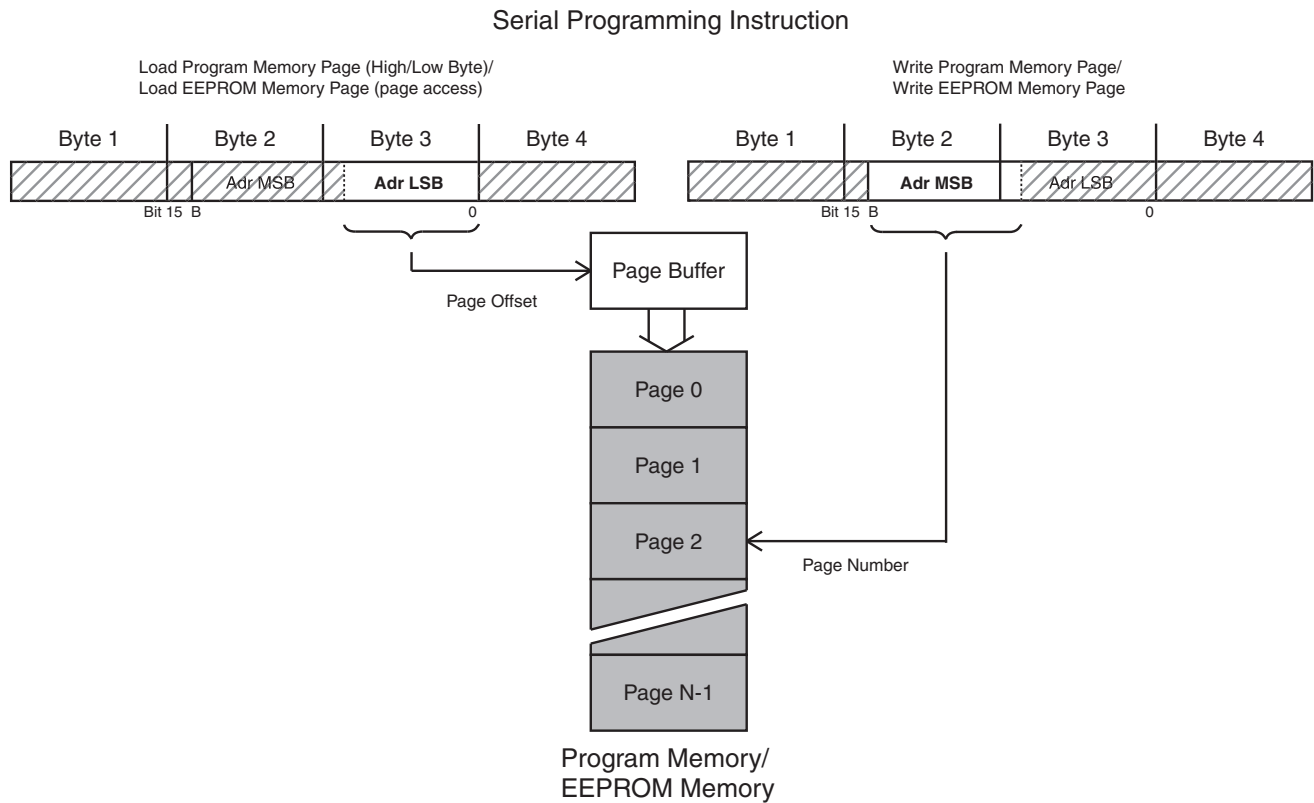 Serial Programming Instruction
Load Program Memory Page (High/Low Byte)/
Load EEPROM Memory Page (page access)
Write Program Memory Page/
Write EEPROM Memory Page
Byte 1 Byte 2 Byte 3 Byte 4
Byte 1 Byte 2 Byte 3 Byte 4
Adr MSB Adr LSB
Adr MSB Adr LSB
Bit 15 B 0
Bit 15 B 0
Page Buffer
Page Offset
Page 0
Page 1
Page 2
Page Number
Page N-1
Program Memory/
EEPROM Memory